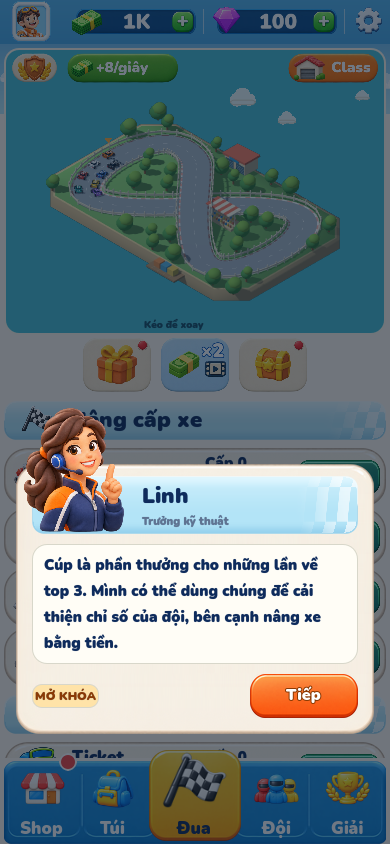 1K
100
+8/giây
Class
Kéo để xoay
x2
Nâng cấp xe
Cấp 0
Linh
Trưởng kỹ thuật
Cúp là phần thưởng cho những lần về
top 3. Mình có thể dùng chúng để cải
thiện chỉ số của đội, bên cạnh nâng xe
bằng tiền.
MỞ KHÓA
Tiếp
Ticket
Shop
Túi
Đua
Đội
Giải